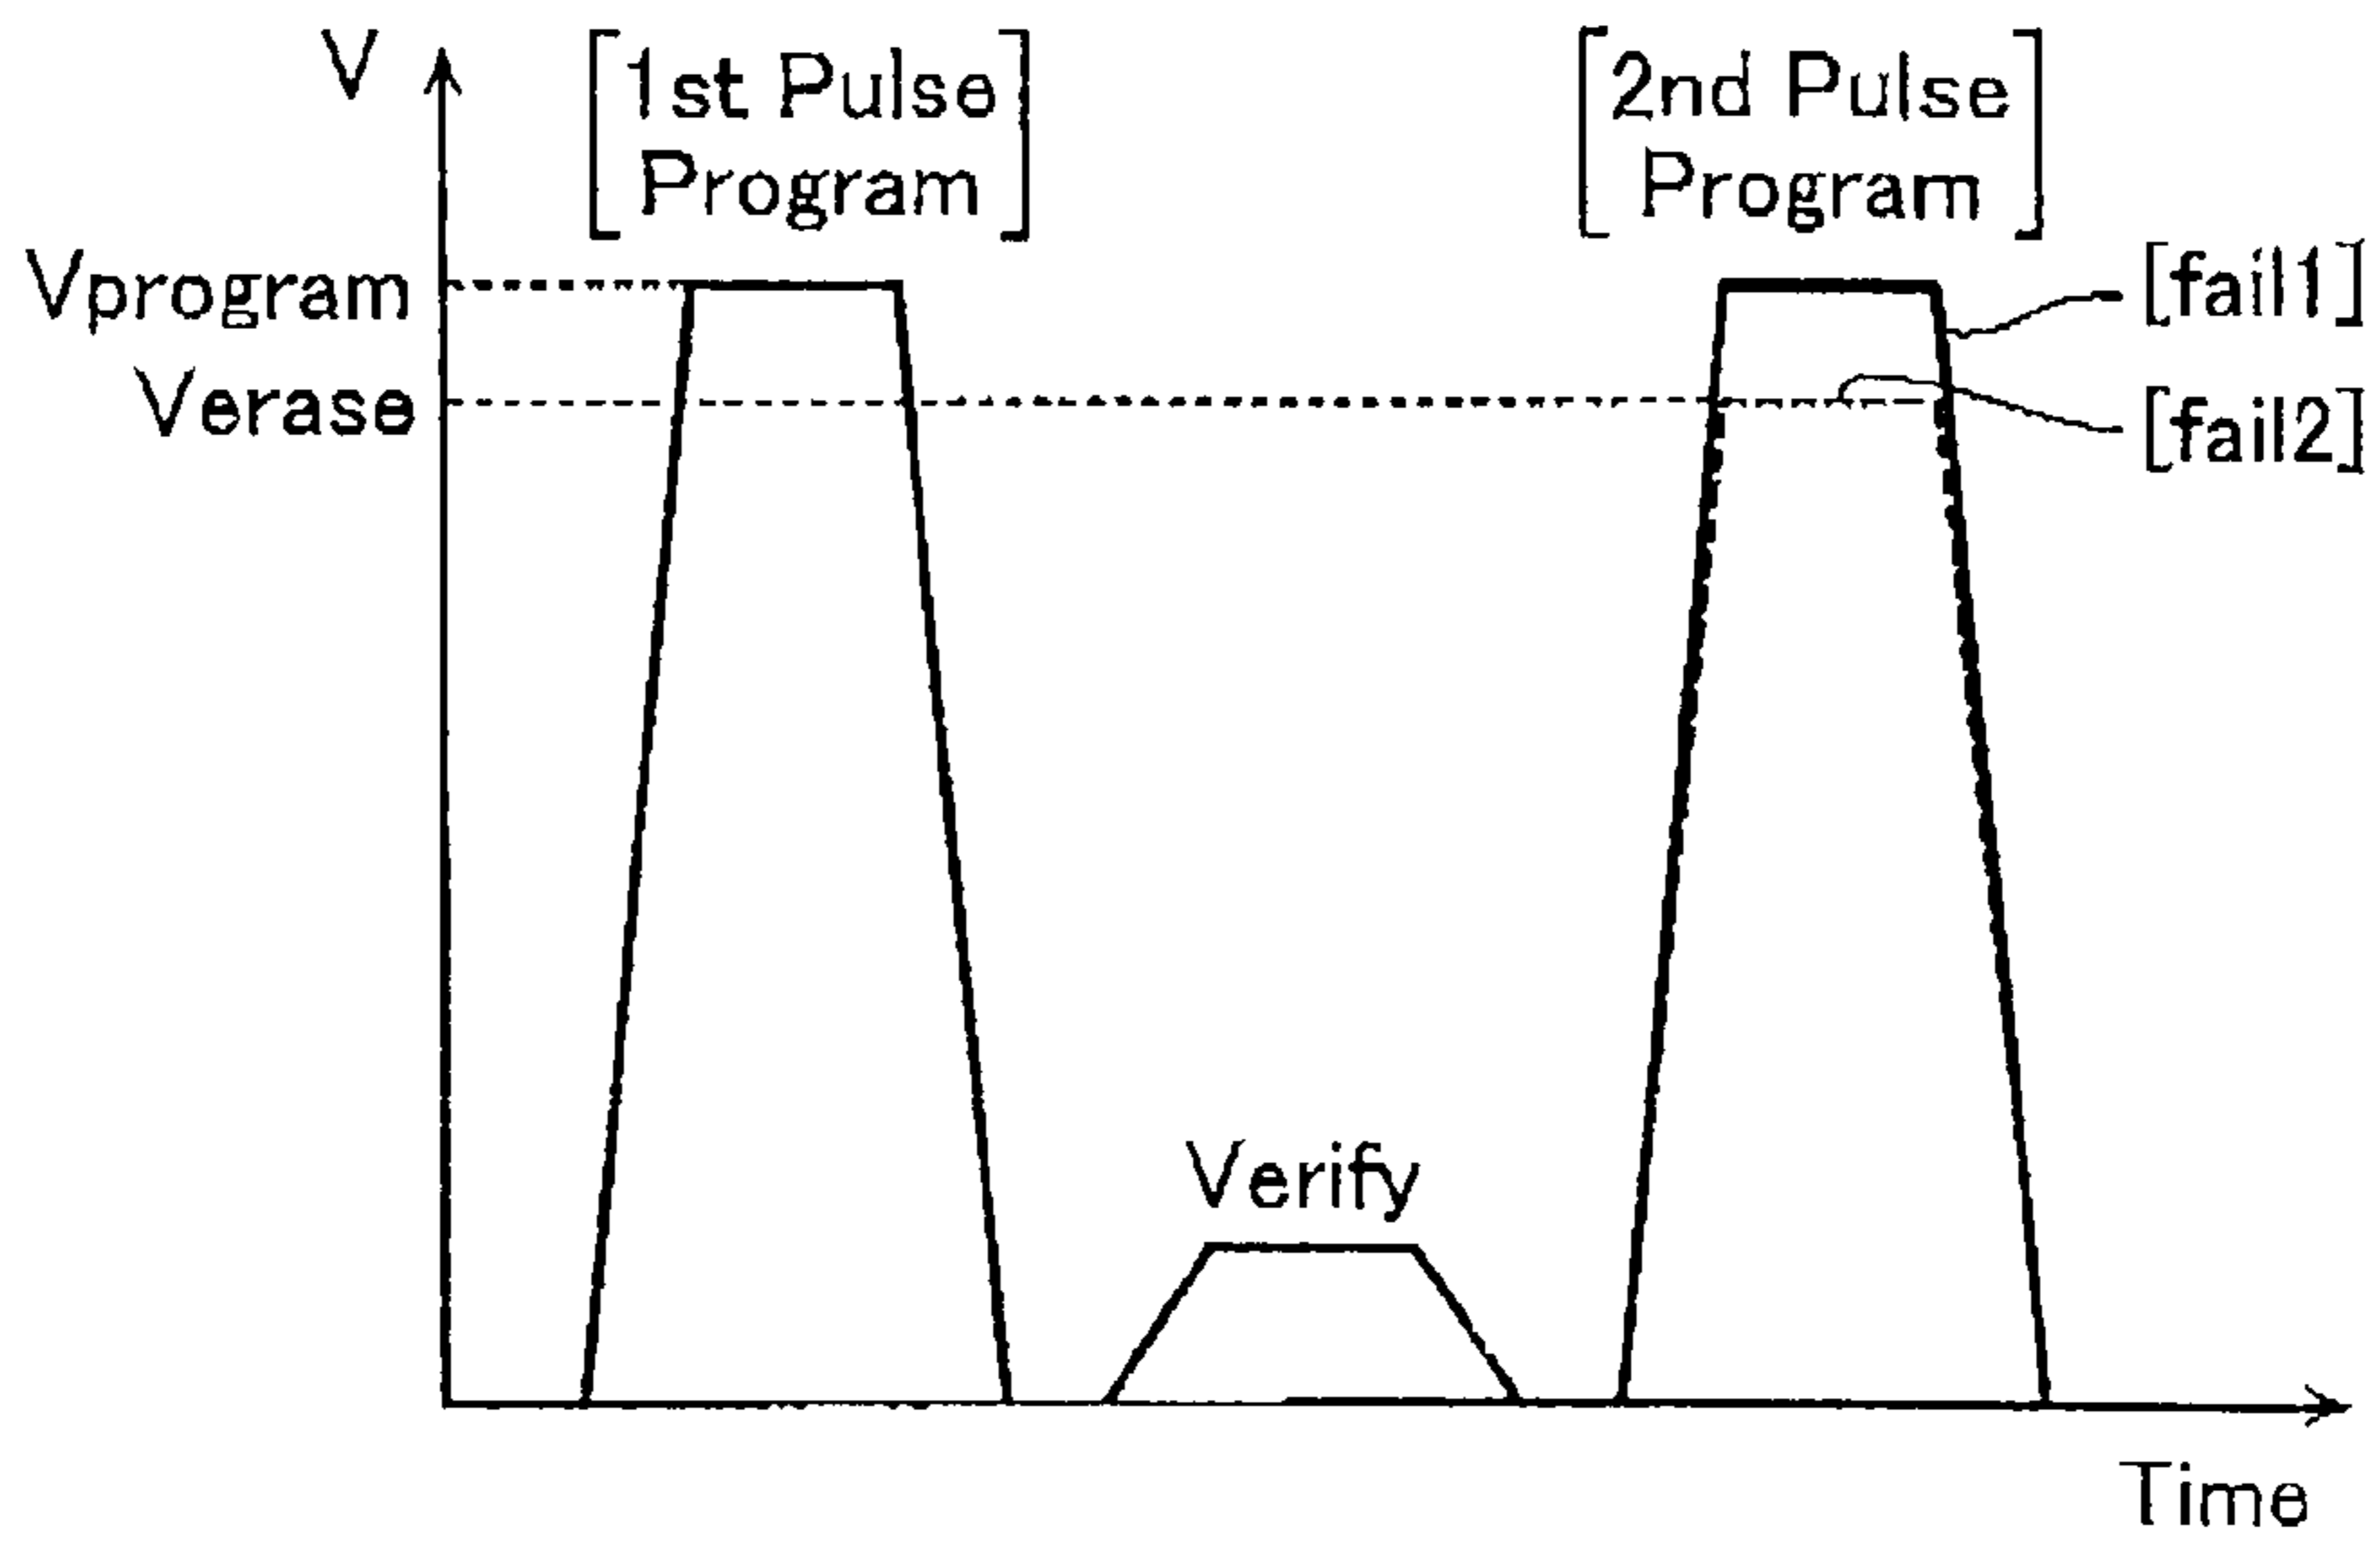 V
[1st Pulse
Program]
[2nd Pulse
Program]
Vprogram
[fail1]
Verase
[fail2]
Verify
Time